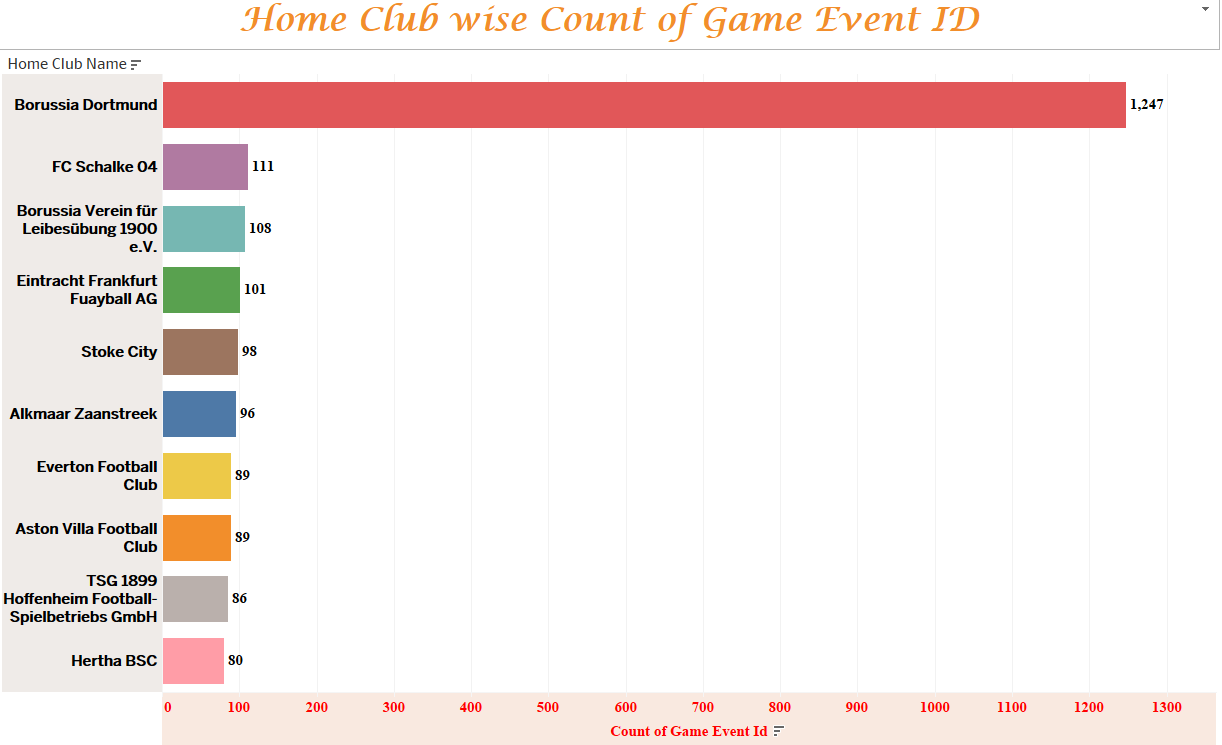 Home Club wise Count of Game Event ID
Home Club Name
Borussia Dortmund
1,247
FC Schalke 04
111
Borussia Verein für
Leibesübung 1900
e.V.
108
Eintracht Frankfurt
Fuayball AG
101
Stoke City
98
Alkmaar Zaanstreek
96
Everton Football
Club
89
Aston Villa Football
Club
89
TSG 1899
Hoffenheim Football-
Spielbetriebs GmbH
86
Hertha BSC
80
0 100 200 300 400 500 600 700 800 900 1000 1100 1200 1300
Count of Game Event Id